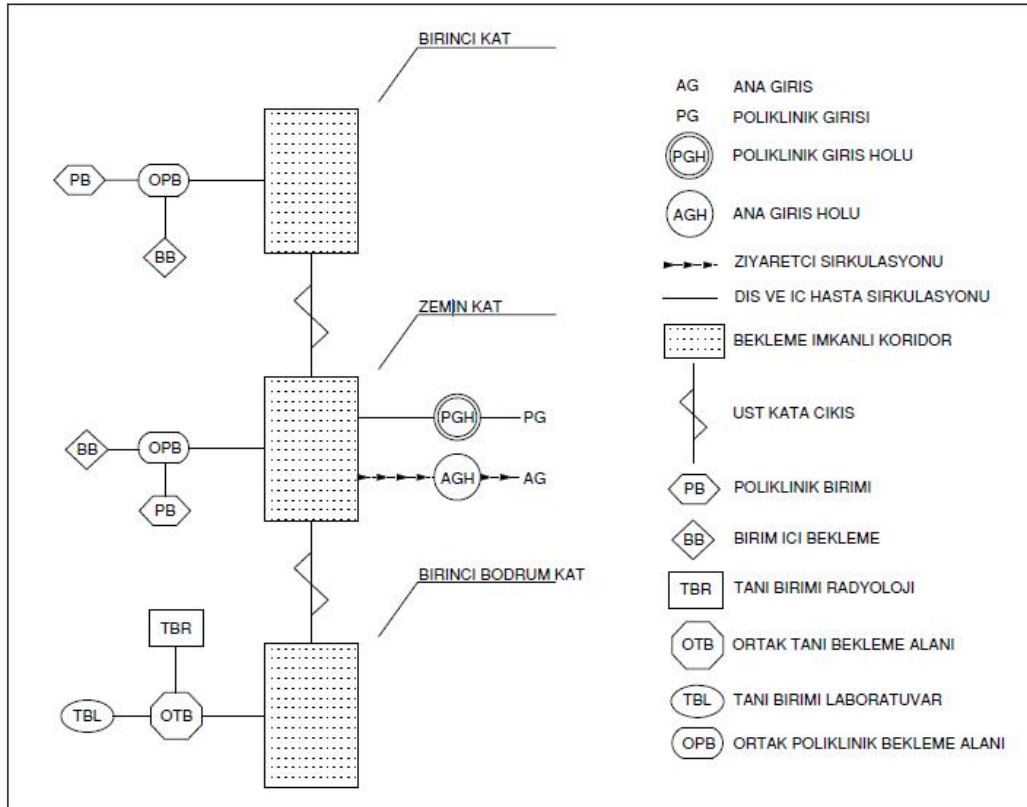 BIRINCI KAT
PB
OPB
BB
ZEMIN KAT
BB
OPB
PB
PGH
PG
AGH
AG
BIRINCI BODRUM KAT
TBR
TBL
OTB
AG ANA GIRIS
PG POLIKLINIK GIRISI
PGH POLIKLINIK GIRIS HOLU
AGH ANA GIRIS HOLU
ZIYARETCI SIRKULASYONU
DIS VE IC HASTA SIRKULASYONU
BEKLEME IMKANLI KORIDOR
UST KATA CIKIS
PB POLIKLINIK BIRIMI
BB BIRIM ICI BEKLEME
TBR TANI BIRIMI RADYOLOJI
OTB ORTAK TANI BEKLEME ALANI
TBL TANI BIRIMI LABORATUVAR
OPB ORTAK POLIKLINIK BEKLEME ALANI